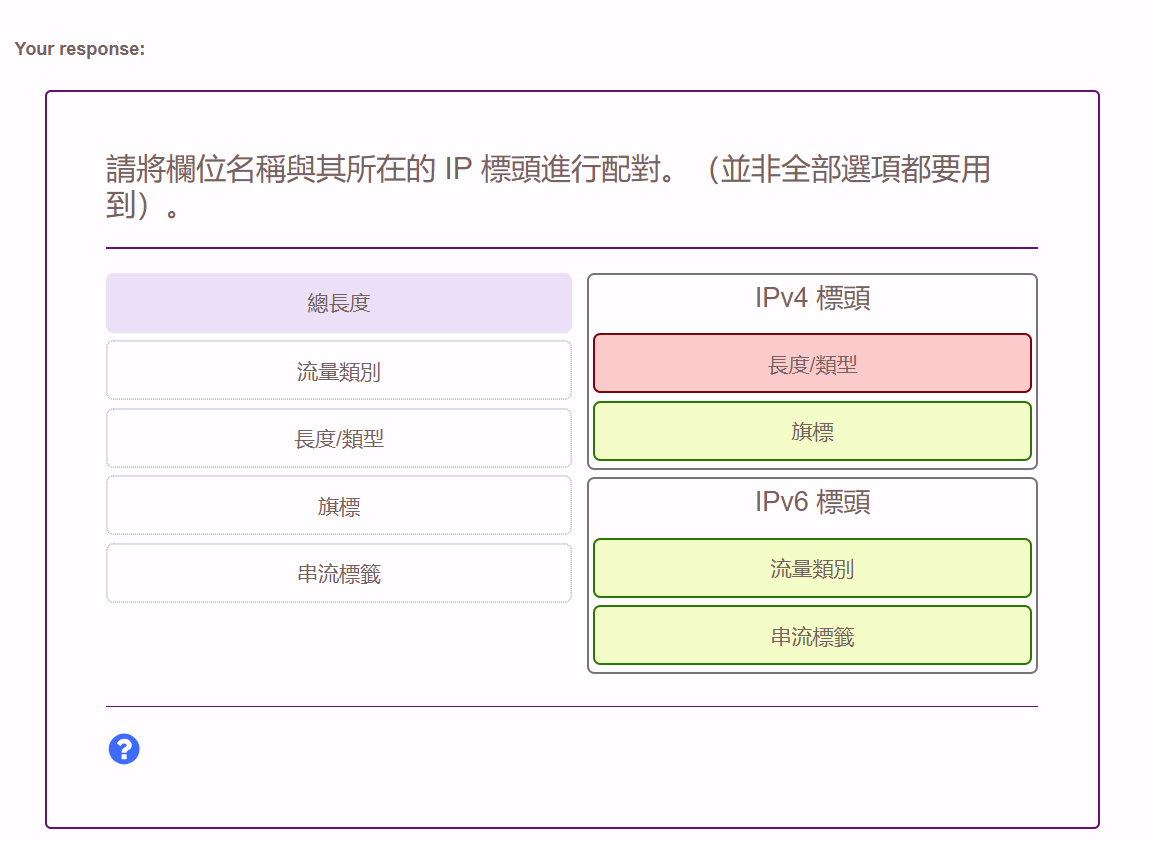 Your response:
請將欄位名稱與其所在的 IP 標頭進行配對。（並非全部選項都要用
到）。
總長度
流量類別
長度/類型
旗標
串流標籤
IPv4 標頭
長度/類型
旗標
IPv6 標頭
流量類別
串流標籤
?